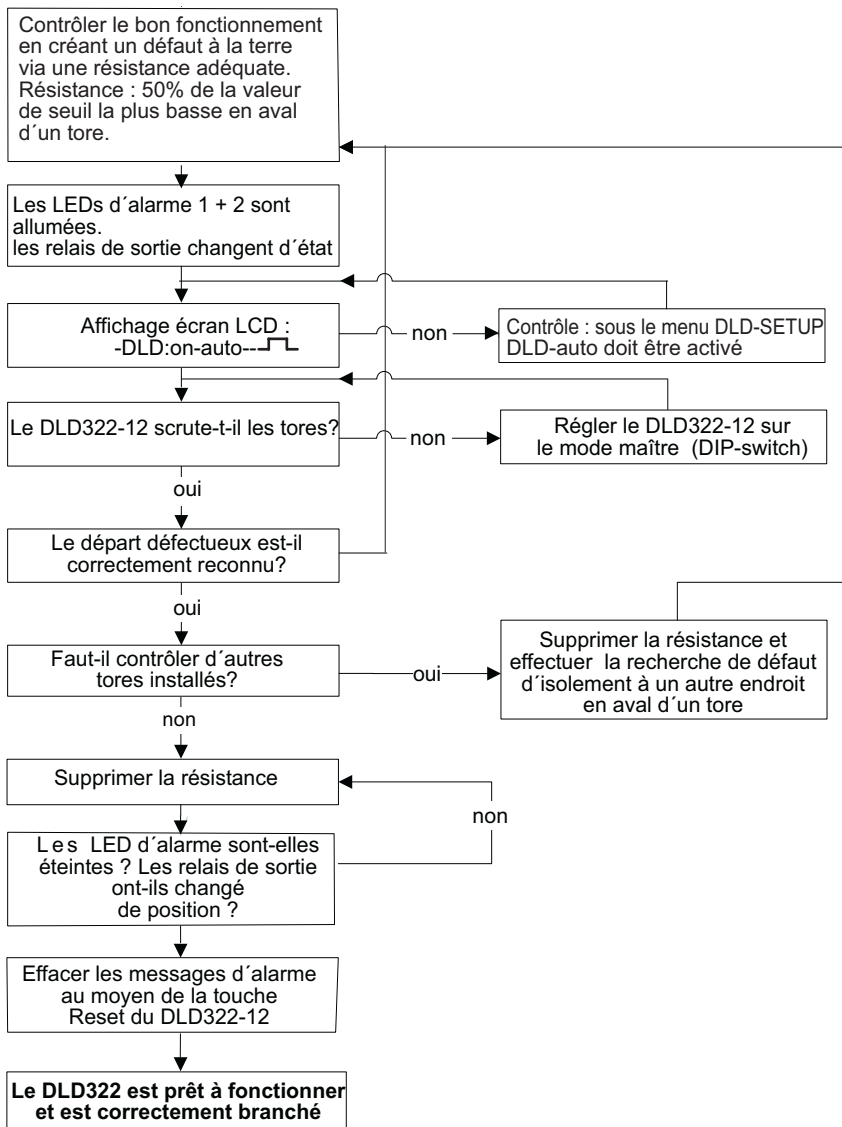 Contrôler le bon fonctionnement
en créant un défaut à la terre
via une résistance adéquate.
Résistance : 50% de la valeur
de seuil la plus basse en aval
d´un tore.
Les LEDs d´alarme 1 + 2 sont
allumées.
les relais de sortie changent d´état
Affichage écran LCD :
-DLD:on-auto--
non
Contrôle : sous le menu DLD-SETUP
DLD-auto doit être activé
Le DLD322-12 scrute-t-il les tores?
non
Régler le DLD322-12 sur
le mode maître (DIP-switch)
oui
Le départ défectueux est-il
correctement reconnu?
oui
Faut-il contrôler d´autres
tores installés?
oui
Supprimer la résistance et
effectuer la recherche de défaut
d´isolement à un autre endroit
en aval d´un tore
non
Supprimer la résistance
non
Les LED d´alarme sont-elles
éteintes ? Les relais de sortie
ont-ils changé
de position ?
Effacer les messages d´alarme
au moyen de la touche
Reset du DLD322-12
Le DLD322 est prêt à fonctionner
et est correctement branché